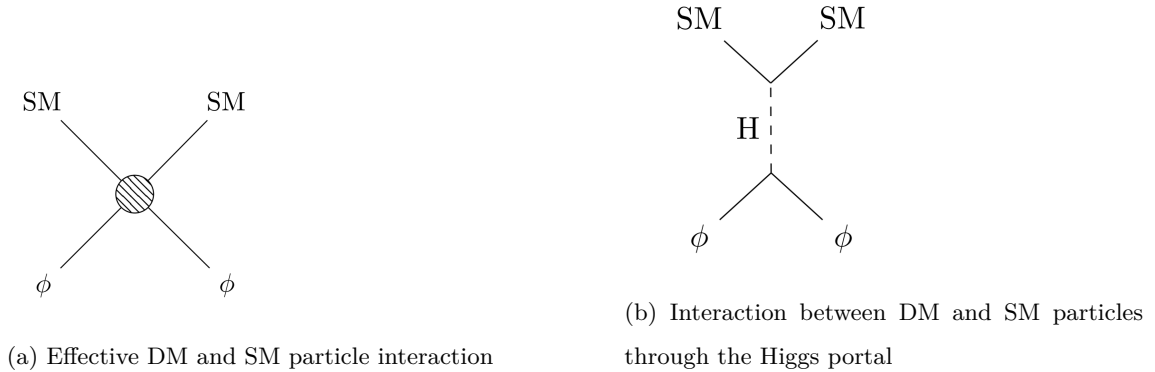 SM SM
ϕ ϕ
(a) Effective DM and SM particle interaction
SM SM
H
ϕ ϕ
(b) Interaction between DM and SM particles
through the Higgs portal